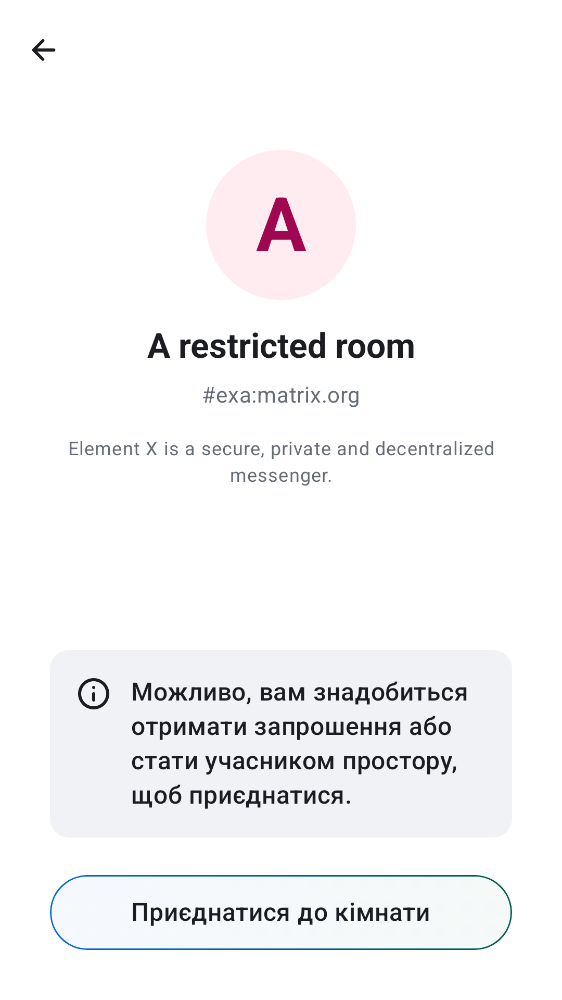 A
A restricted room
#exa:matrix.org
Element X is a secure, private and decentralized
messenger.
Можливо, вам знадобиться
отримати запрошення або
стати учасником простору,
щоб приєднатися.
Приєднатися до кімнати